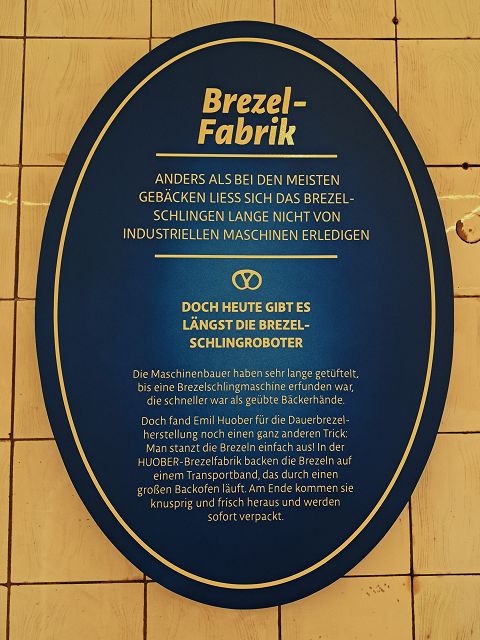 Brezel-
Fabrik
ANDERS ALS BEI DEN MEISTEN
GEBÄCKEN LIESS SICH DAS BREZEL-
SCHLINGEN LANGE NICHT VON
INDUSTRIELLEN MASCHINEN ERLEDIGEN
DOCH HEUTE GIBT ES
LÄNGST DIE BREZEL-
SCHLINGROBOTER
Die Maschinenbauer haben sehr lange getüftelt,
bis eine Brezelschlingmaschine erfunden war,
die schneller war als geübte Bäckerhände.
Doch fand Emil Huober für die Dauerbrezel-
herstellung noch einen ganz anderen Trick:
Man stanzt die Brezeln einfach aus! In der
HUOBER-Brezelfabrik backen die Brezeln auf
einem Transportband, das durch einen
großen Backofen läuft. Am Ende kommen sie
knusprig und frisch heraus und werden
sofort verpackt.